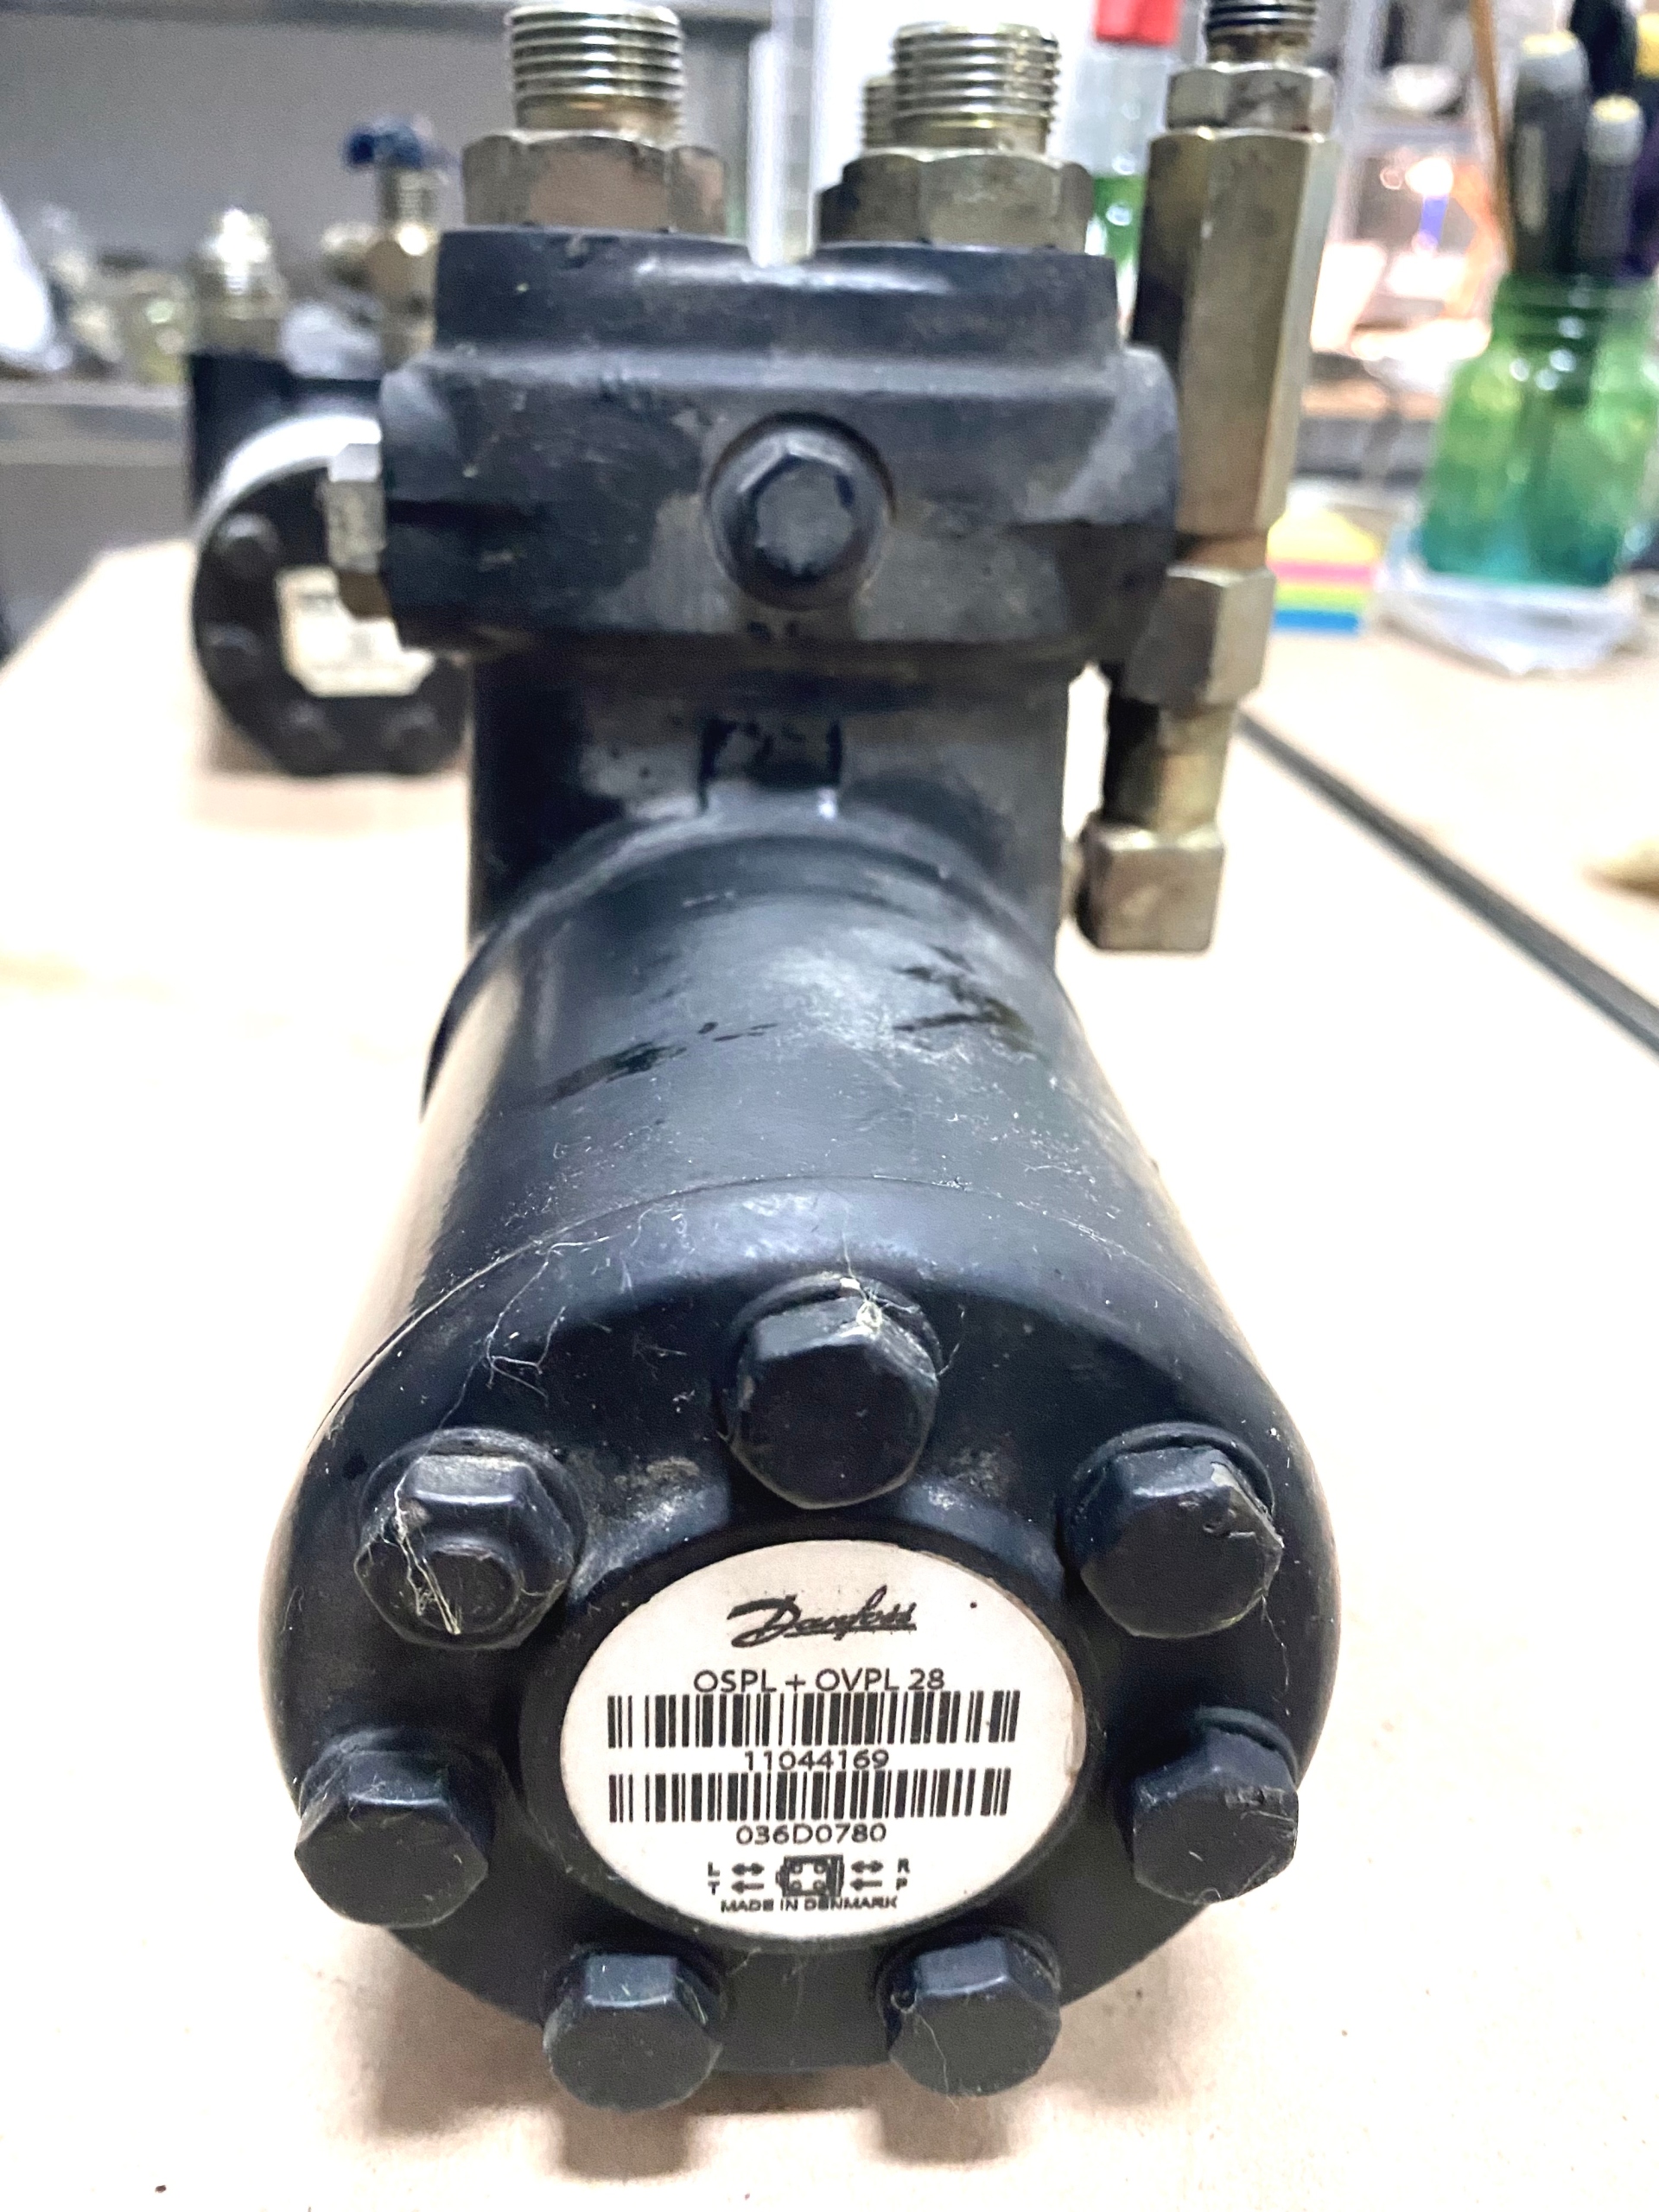 Danfoss
OSPL + OVPL 28
11044169
036D0780
L R
T P
MADE IN DENMARK